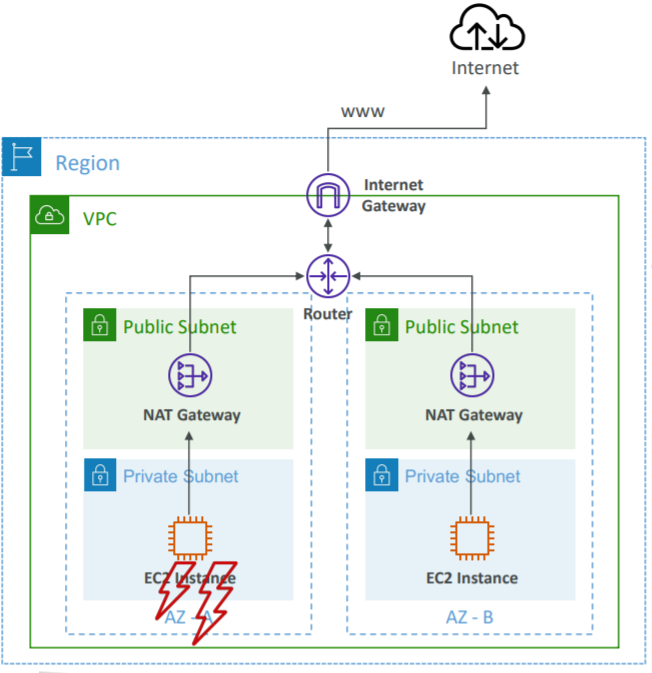 Internet
www
Region
Internet
Gateway
VPC
Router
Public Subnet
Public Subnet
NAT Gateway
NAT Gateway
Private Subnet
Private Subnet
EC2 Instance
EC2 Instance
AZ - A
AZ - B